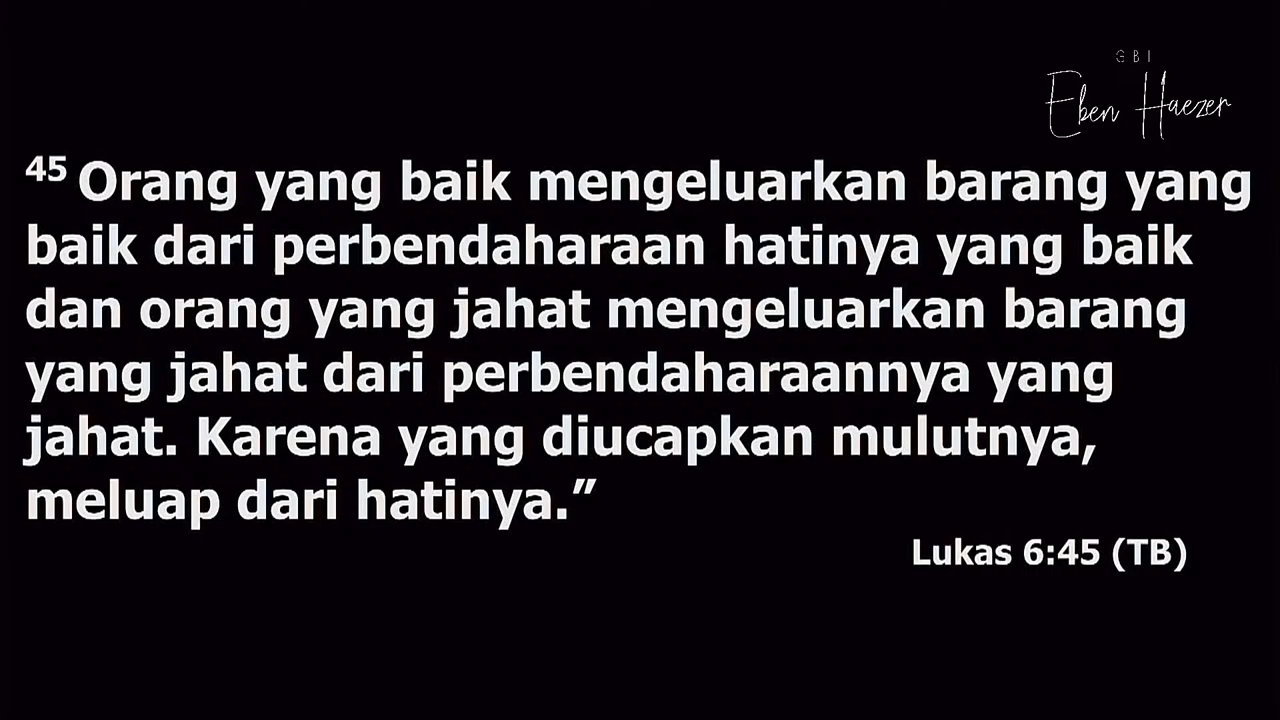 GBI
Eben Haezer
45 Orang yang baik mengeluarkan barang yang
baik dari perbendaharaan hatinya yang baik
dan orang yang jahat mengeluarkan barang
yang jahat dari perbendaharaannya yang
jahat. Karena yang diucapkan mulutnya,
meluap dari hatinya.”
Lukas 6:45 (TB)